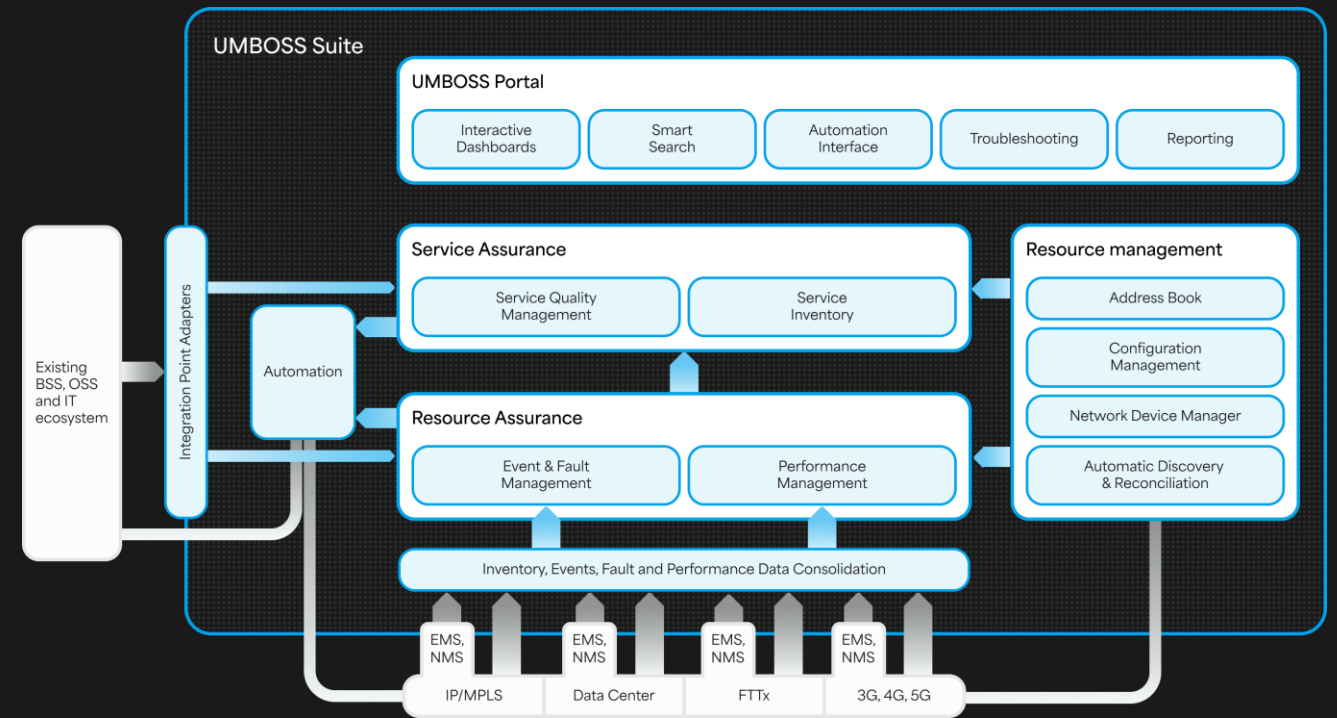 UMBOSS Suite
UMBOSS Portal
Interactive
Dashboards
Smart
Search
Automation
Interface
Troubleshooting
Reporting
Existing
BSS, OSS
and IT
ecosystem
Integration Point Adapters
Automation
Service Assurance
Service Quality
Management
Service
Inventory
Resource Assurance
Event & Fault
Management
Performance
Management
Resource management
Address Book
Configuration
Management
Network Device Manager
Automatic Discovery
& Reconciliation
Inventory, Events, Fault and Performance Data Consolidation
EMS,
NMS
EMS,
NMS
EMS,
NMS
EMS,
NMS
IP/MPLS
Data Center
FTTx
3G, 4G, 5G